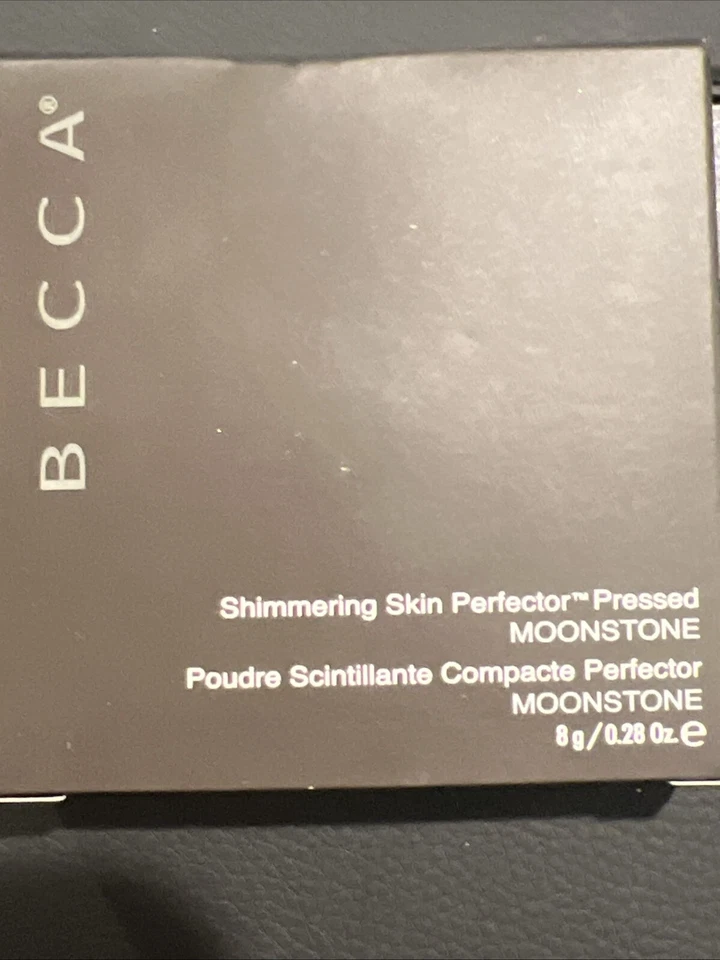 BECCA®
Shimmering Skin Perfector™ Pressed
MOONSTONE
Poudre Scintillante Compacte Perfector
MOONSTONE
8 g/0.28 Oz. ℮